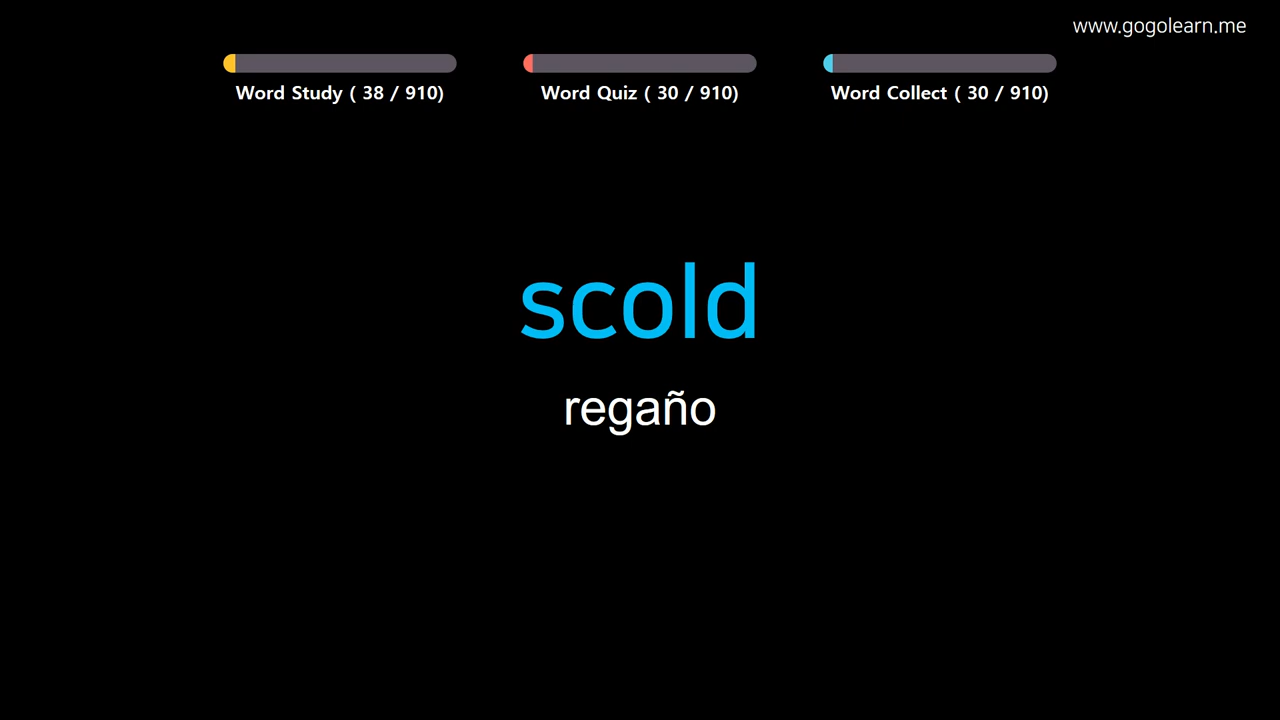 www.gogolearn.me
Word Study ( 38 / 910)
Word Quiz ( 30 / 910)
Word Collect ( 30 / 910)
scold
regaño